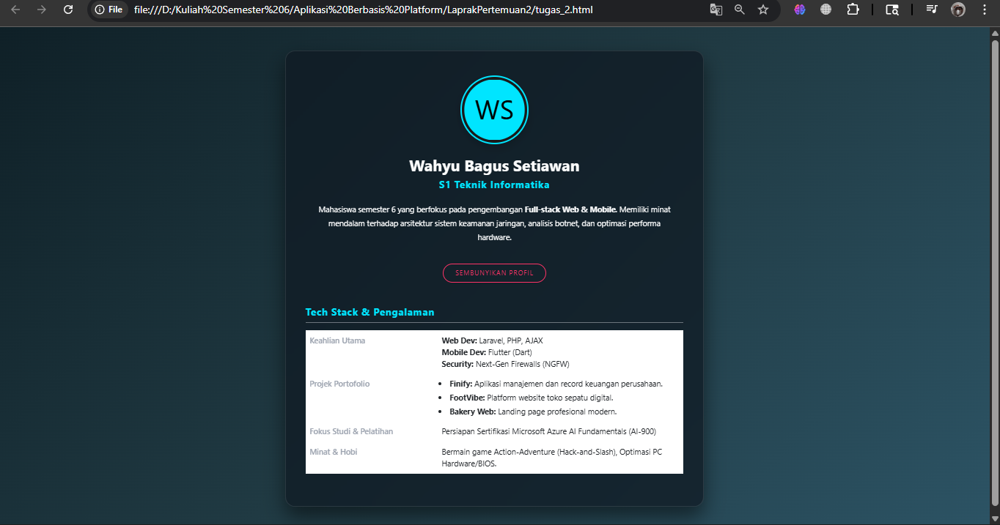 File
file:///D:/Kuliah%20Semester%206/Aplikasi%20Berbasis%20Platform/LaprakPertemuan2/tugas_2.html
WS
Wahyu Bagus Setiawan
S1 Teknik Informatika
Mahasiswa semester 6 yang berfokus pada pengembangan Full-stack Web & Mobile. Memiliki minat
mendalam terhadap arsitektur sistem keamanan jaringan, analisis botnet, dan optimasi performa
hardware.
SEMBUNYIKAN PROFIL
Tech Stack & Pengalaman
Keahlian Utama
Web Dev: Laravel, PHP, AJAX
Mobile Dev: Flutter (Dart)
Security: Next-Gen Firewalls (NGFW)
Projek Portofolio
• Finify: Aplikasi manajemen dan record keuangan perusahaan.
• FootVibe: Platform website toko sepatu digital.
• Bakery Web: Landing page profesional modern.
Fokus Studi & Pelatihan
Persiapan Sertifikasi Microsoft Azure AI Fundamentals (AI-900)
Minat & Hobi
Bermain game Action-Adventure (Hack-and-Slash), Optimasi PC
Hardware/BIOS.